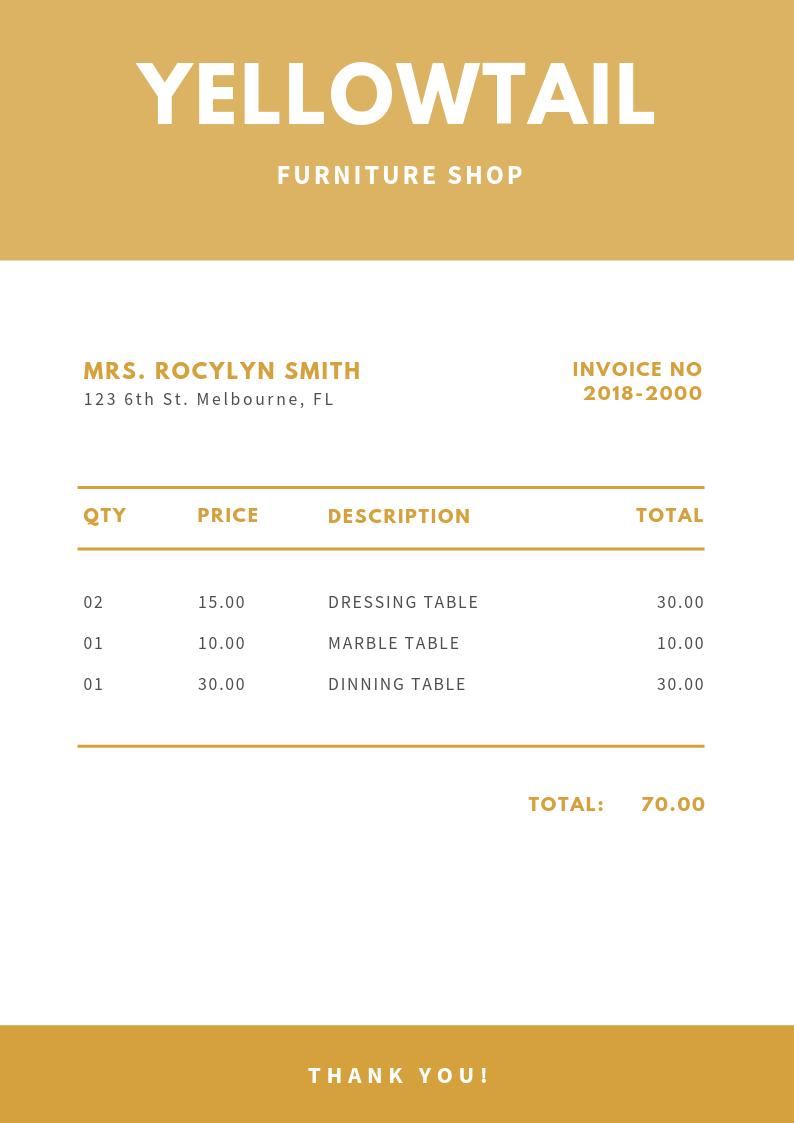 YELLOWTAIL
FURNITURE SHOP
MRS. ROCYLYN SMITH
123 6th St. Melbourne, FL
INVOICE NO
2018-2000
QTY PRICE DESCRIPTION TOTAL
02 15.00 DRESSING TABLE 30.00
01 10.00 MARBLE TABLE 10.00
01 30.00 DINNING TABLE 30.00
TOTAL: 70.00
THANK YOU!